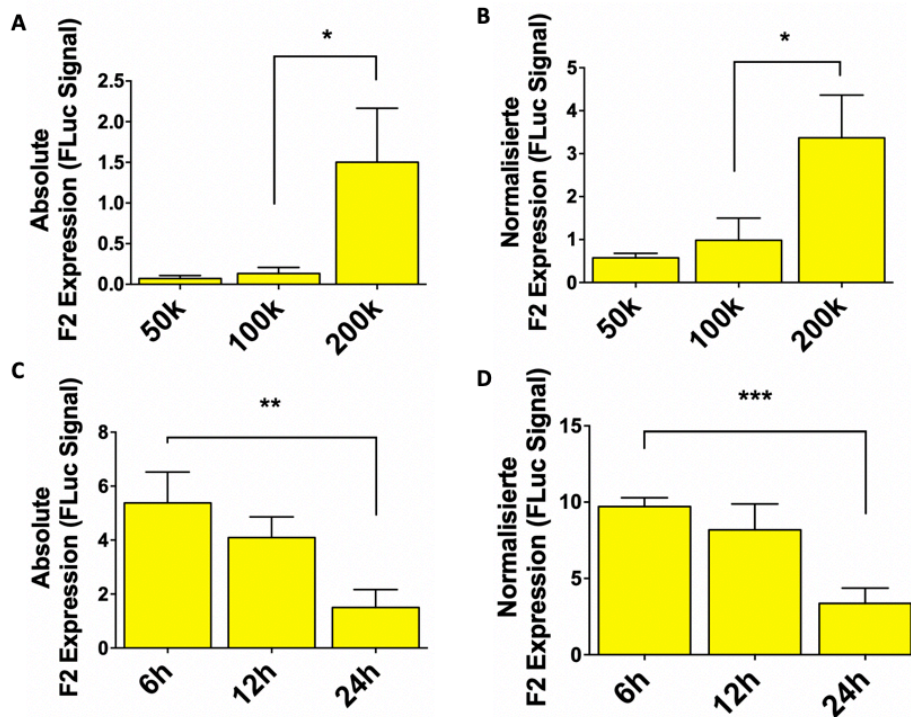 A
Absolute
F2 Expression (FLuc Signal)
*
2.5
2.0
1.5
1.0
0.5
0.0
50k
100k
200k
B
Normalisierte
F2 Expression (FLuc Signal)
*
5
4
3
2
1
0
50k
100k
200k
C
Absolute
F2 Expression (FLuc Signal)
**
8
6
4
2
0
6h
12h
24h
D
Normalisierte
F2 Expression (FLuc Signal)
***
15
10
5
0
6h
12h
24h